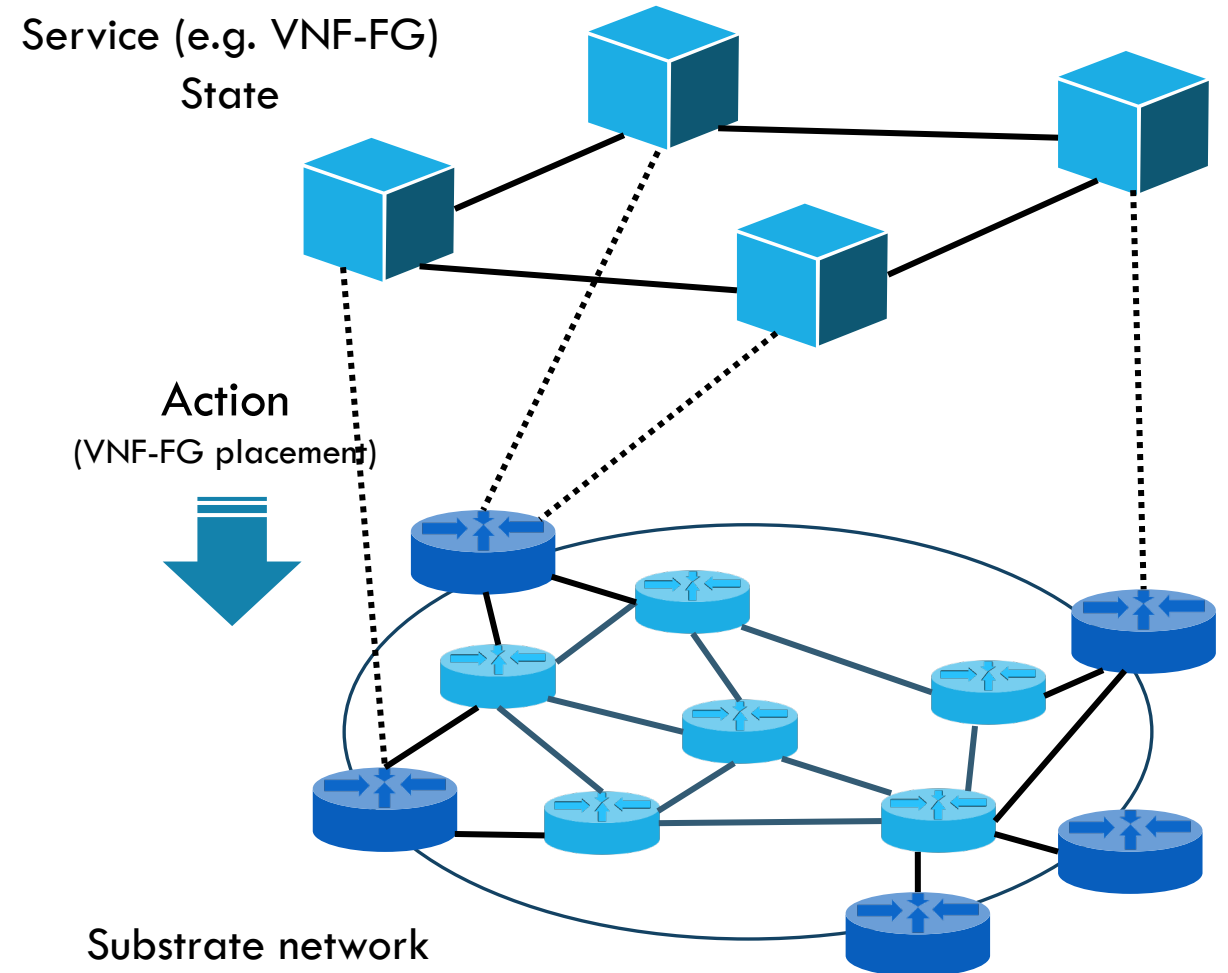 Service (e.g. VNF-FG)
State
Action
(VNF-FG placement)
Substrate network